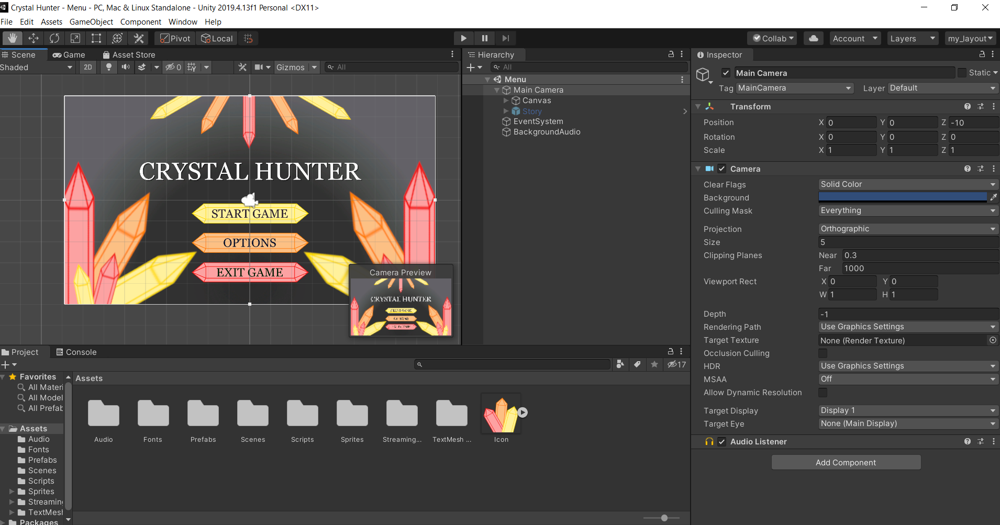 Crystal Hunter - Menu - PC, Mac & Linux Standalone - Unity 2019.4.13f1 Personal <DX11>
File Edit Assets GameObject Component Window Help
Pivot Local Collab Account Layers my_layout
Scene Game Asset Store
Shaded 2D 0 Gizmos All
CRYSTAL HUNTER
START GAME
OPTIONS
EXIT GAME
Camera Preview
CRYSTAL HUNTER
START GAME
OPTIONS
EXIT GAME
Hierarchy
All
Menu
Main Camera
Canvas
Story
EventSystem
BackgroundAudio
Inspector
Main Camera Static
Tag MainCamera Layer Default
Transform
Position X 0 Y 0 Z -10
Rotation X 0 Y 0 Z 0
Scale X 1 Y 1 Z 1
Camera
Clear Flags Solid Color
Background
Culling Mask Everything
Projection Orthographic
Size 5
Clipping Planes Near 0.3
Far 1000
Viewport Rect X 0 Y 0
W 1 H 1
Depth -1
Rendering Path Use Graphics Settings
Target Texture None (Render Texture)
Occlusion Culling
HDR Use Graphics Settings
MSAA Off
Allow Dynamic Resolution
Target Display Display 1
Target Eye None (Main Display)
Audio Listener
Add Component
Project Console
17
Favorites
All Materi
All Model
All Prefab
Assets
Audio
Fonts
Prefabs
Scenes
Scripts
Sprites
Streaming
TextMesh
Packages
Assets
Audio Fonts Prefabs Scenes Scripts Sprites Streaming... TextMesh ... Icon